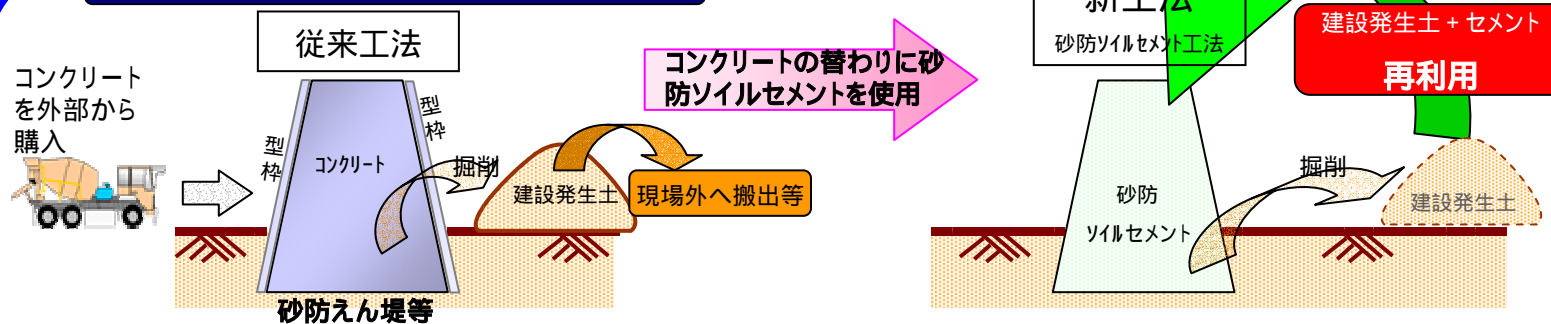 従来工法
コンクリート
を外部から
購入
型枠
コンクリート
型枠
掘削
建設発生土
現場外へ搬出等
砂防えん堤等
コンクリートの替わりに砂
防ソイルセメントを使用
新工法
砂防ソイルセメント工法
建設発生土 + セメント
再利用
砂防
ソイルセメント
掘削
建設発生土